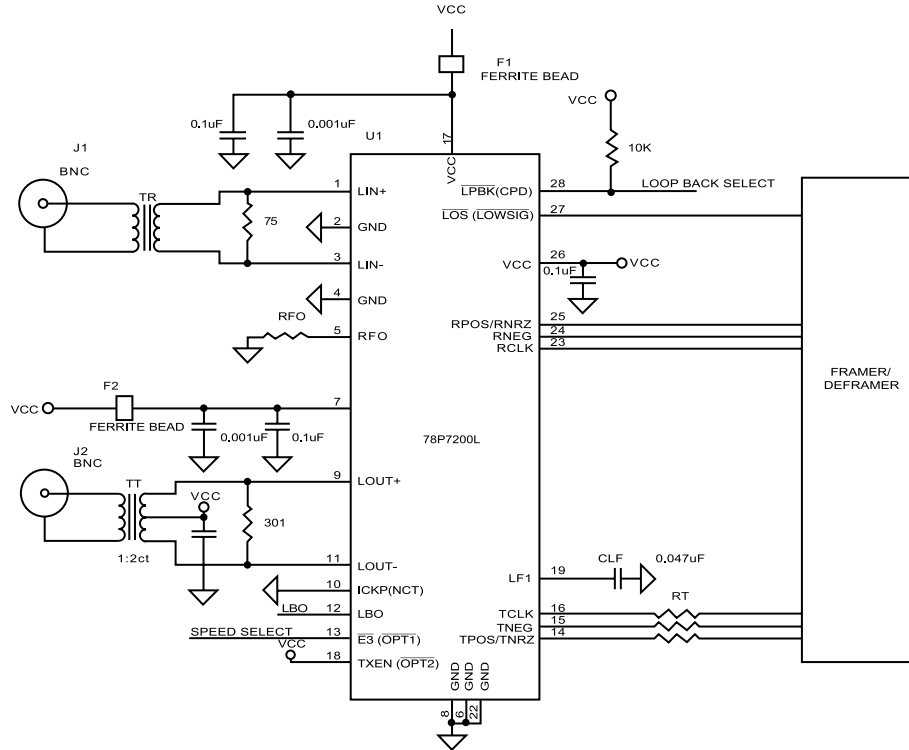 VCC
F1
FERRITE BEAD
VCC
0.1uF
0.001uF
U1
17
VCC
10K
J1
BNC
TR
75
1
LIN+
2
GND
3
LIN-
4
GND
RFO
5
RFO
LPBK(CPD)
28
LOOP BACK SELECT
LOS (LOWSIG)
27
VCC
26
0.1uF
VCC
RPOS/RNRZ
25
RNEG
24
RCLK
23
FRAMER/
DEFRAMER
F2
VCC
7
FERRITE BEAD
0.001uF
0.1uF
78P7200L
J2
BNC
TT
VCC
1:2ct
301
9
LOUT+
11
LOUT-
10
ICKP(NCT)
LBO
12
LBO
SPEED SELECT
13
E3 (OPT1)
VCC
18
TXEN (OPT2)
LF1
19
CLF
0.047uF
RT
TCLK
16
TNEG
15
TPOS/TNRZ
14
GND
GND
GND
8
6
22